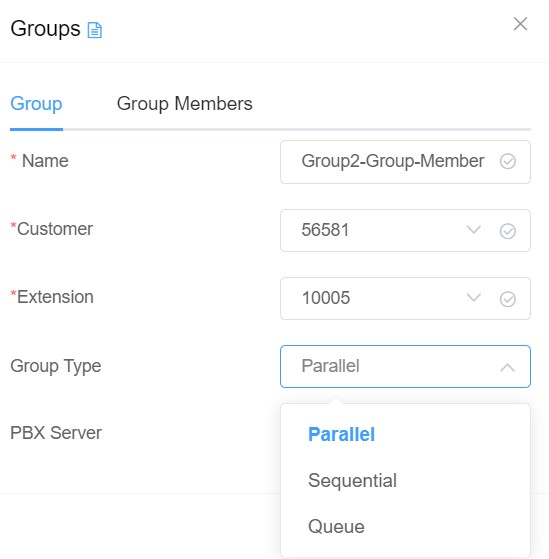 Groups
Group Group Members
* Name Group2-Group-Member
*Customer 56581
*Extension 10005
Group Type Parallel
PBX Server Parallel
Sequential
Queue